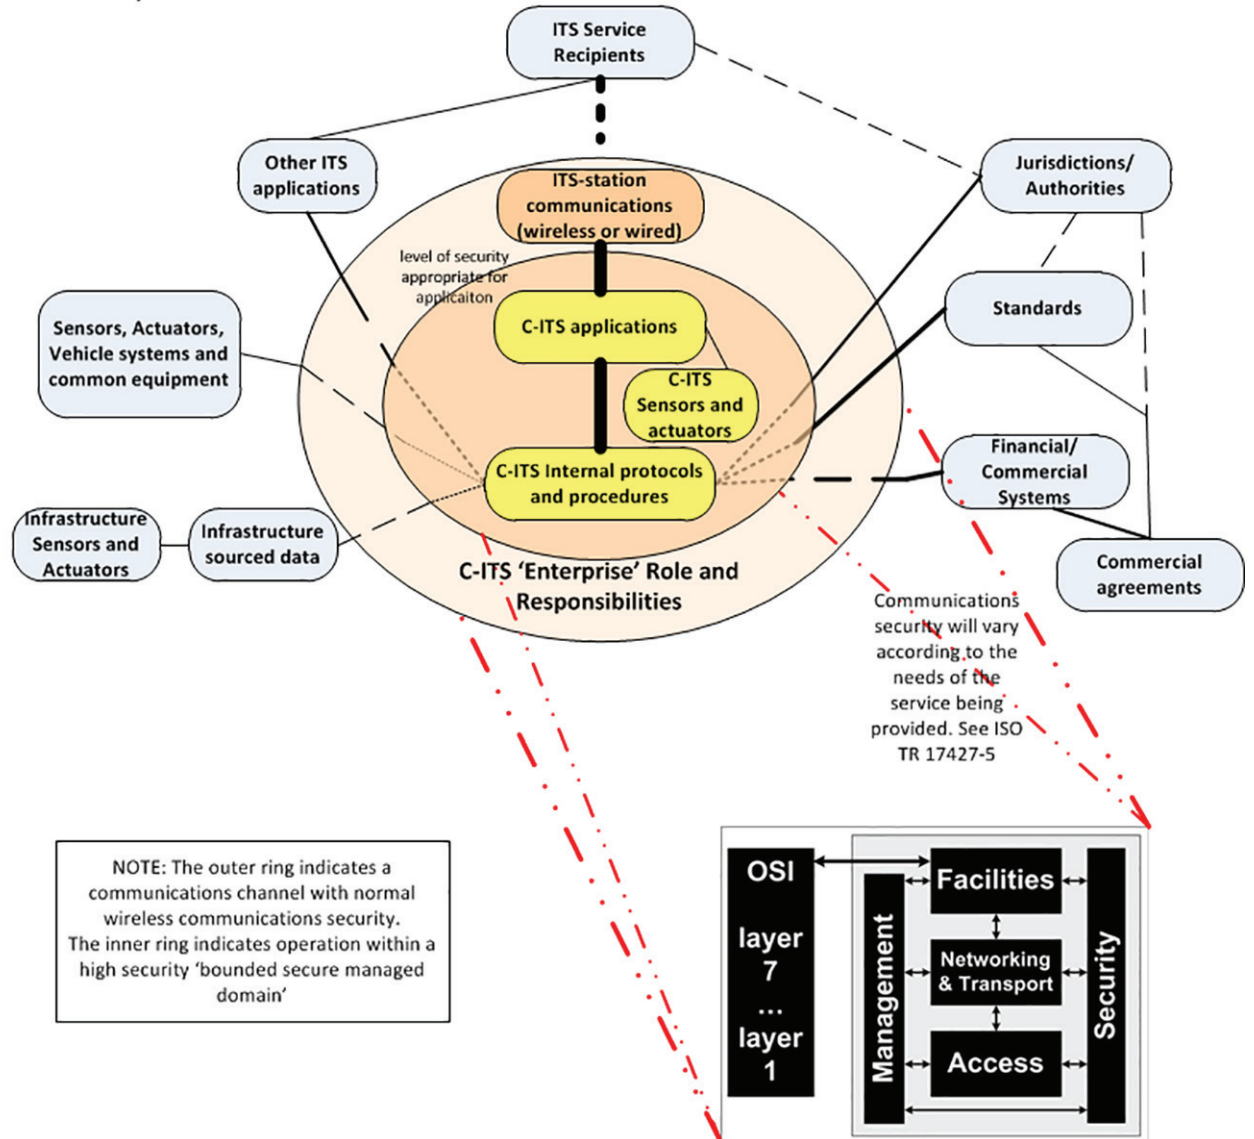 ITS Service
Recipients
Other ITS
applications
Jurisdictions/
Authorities
ITS-station
communications
(wireless or wired)
level of security
appropriate for
applicaiton
C-ITS applications
Standards
Sensors, Actuators,
Vehicle systems and
common equipment
C-ITS
Sensors and
actuators
C-ITS Internal protocols
and procedures
Financial/
Commercial
Systems
Infrastructure
Sensors and
Actuators
Infrastructure
sourced data
C-ITS ‘Enterprise’ Role and
Responsibilities
Commercial
agreements
Communications
security will vary
according to the
needs of the
service being
provided. See ISO
TR 17427-5
NOTE: The outer ring indicates a
communications channel with normal
wireless communications security.
The inner ring indicates operation within a
high security ‘bounded secure managed
domain’
OSI
layer
7
...
layer
1
Management
Facilities
Networking
& Transport
Access
Security